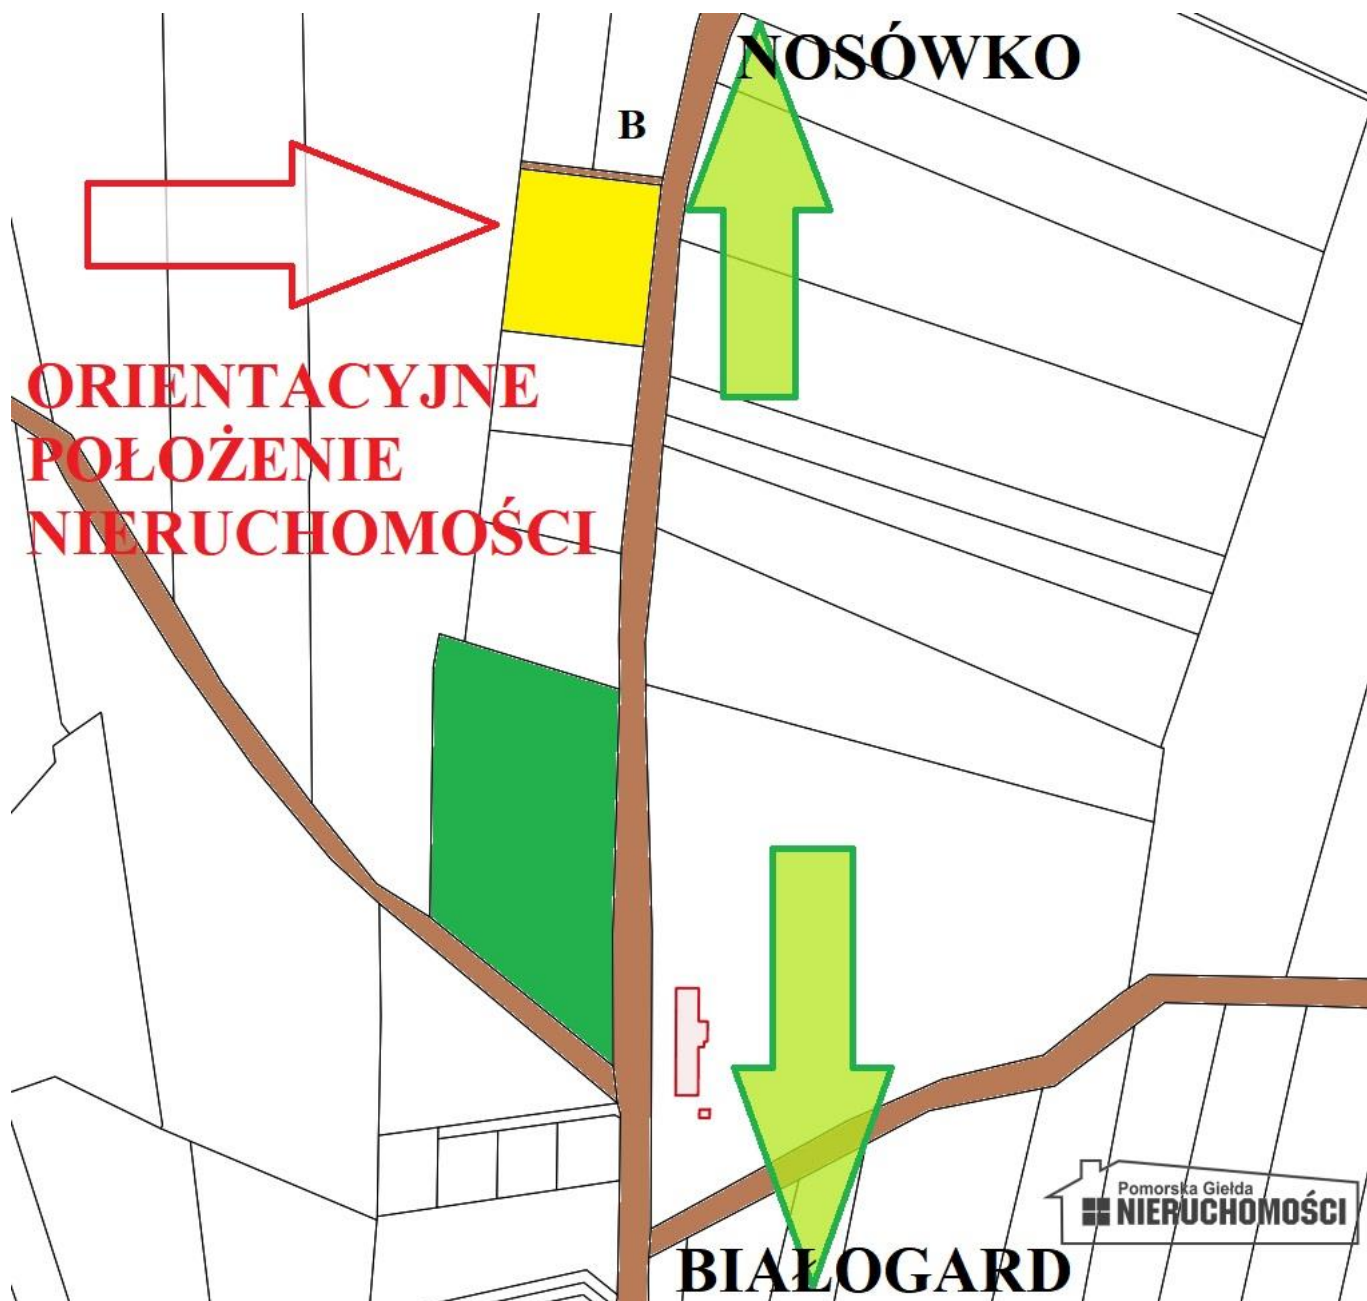 NOSÓWKO
B
ORIENTACYJNE
POŁOŻENIE
NIERUCHOMOŚCI
Pomorska Giełda
NIERUCHOMOŚCI
BIAŁOGARD